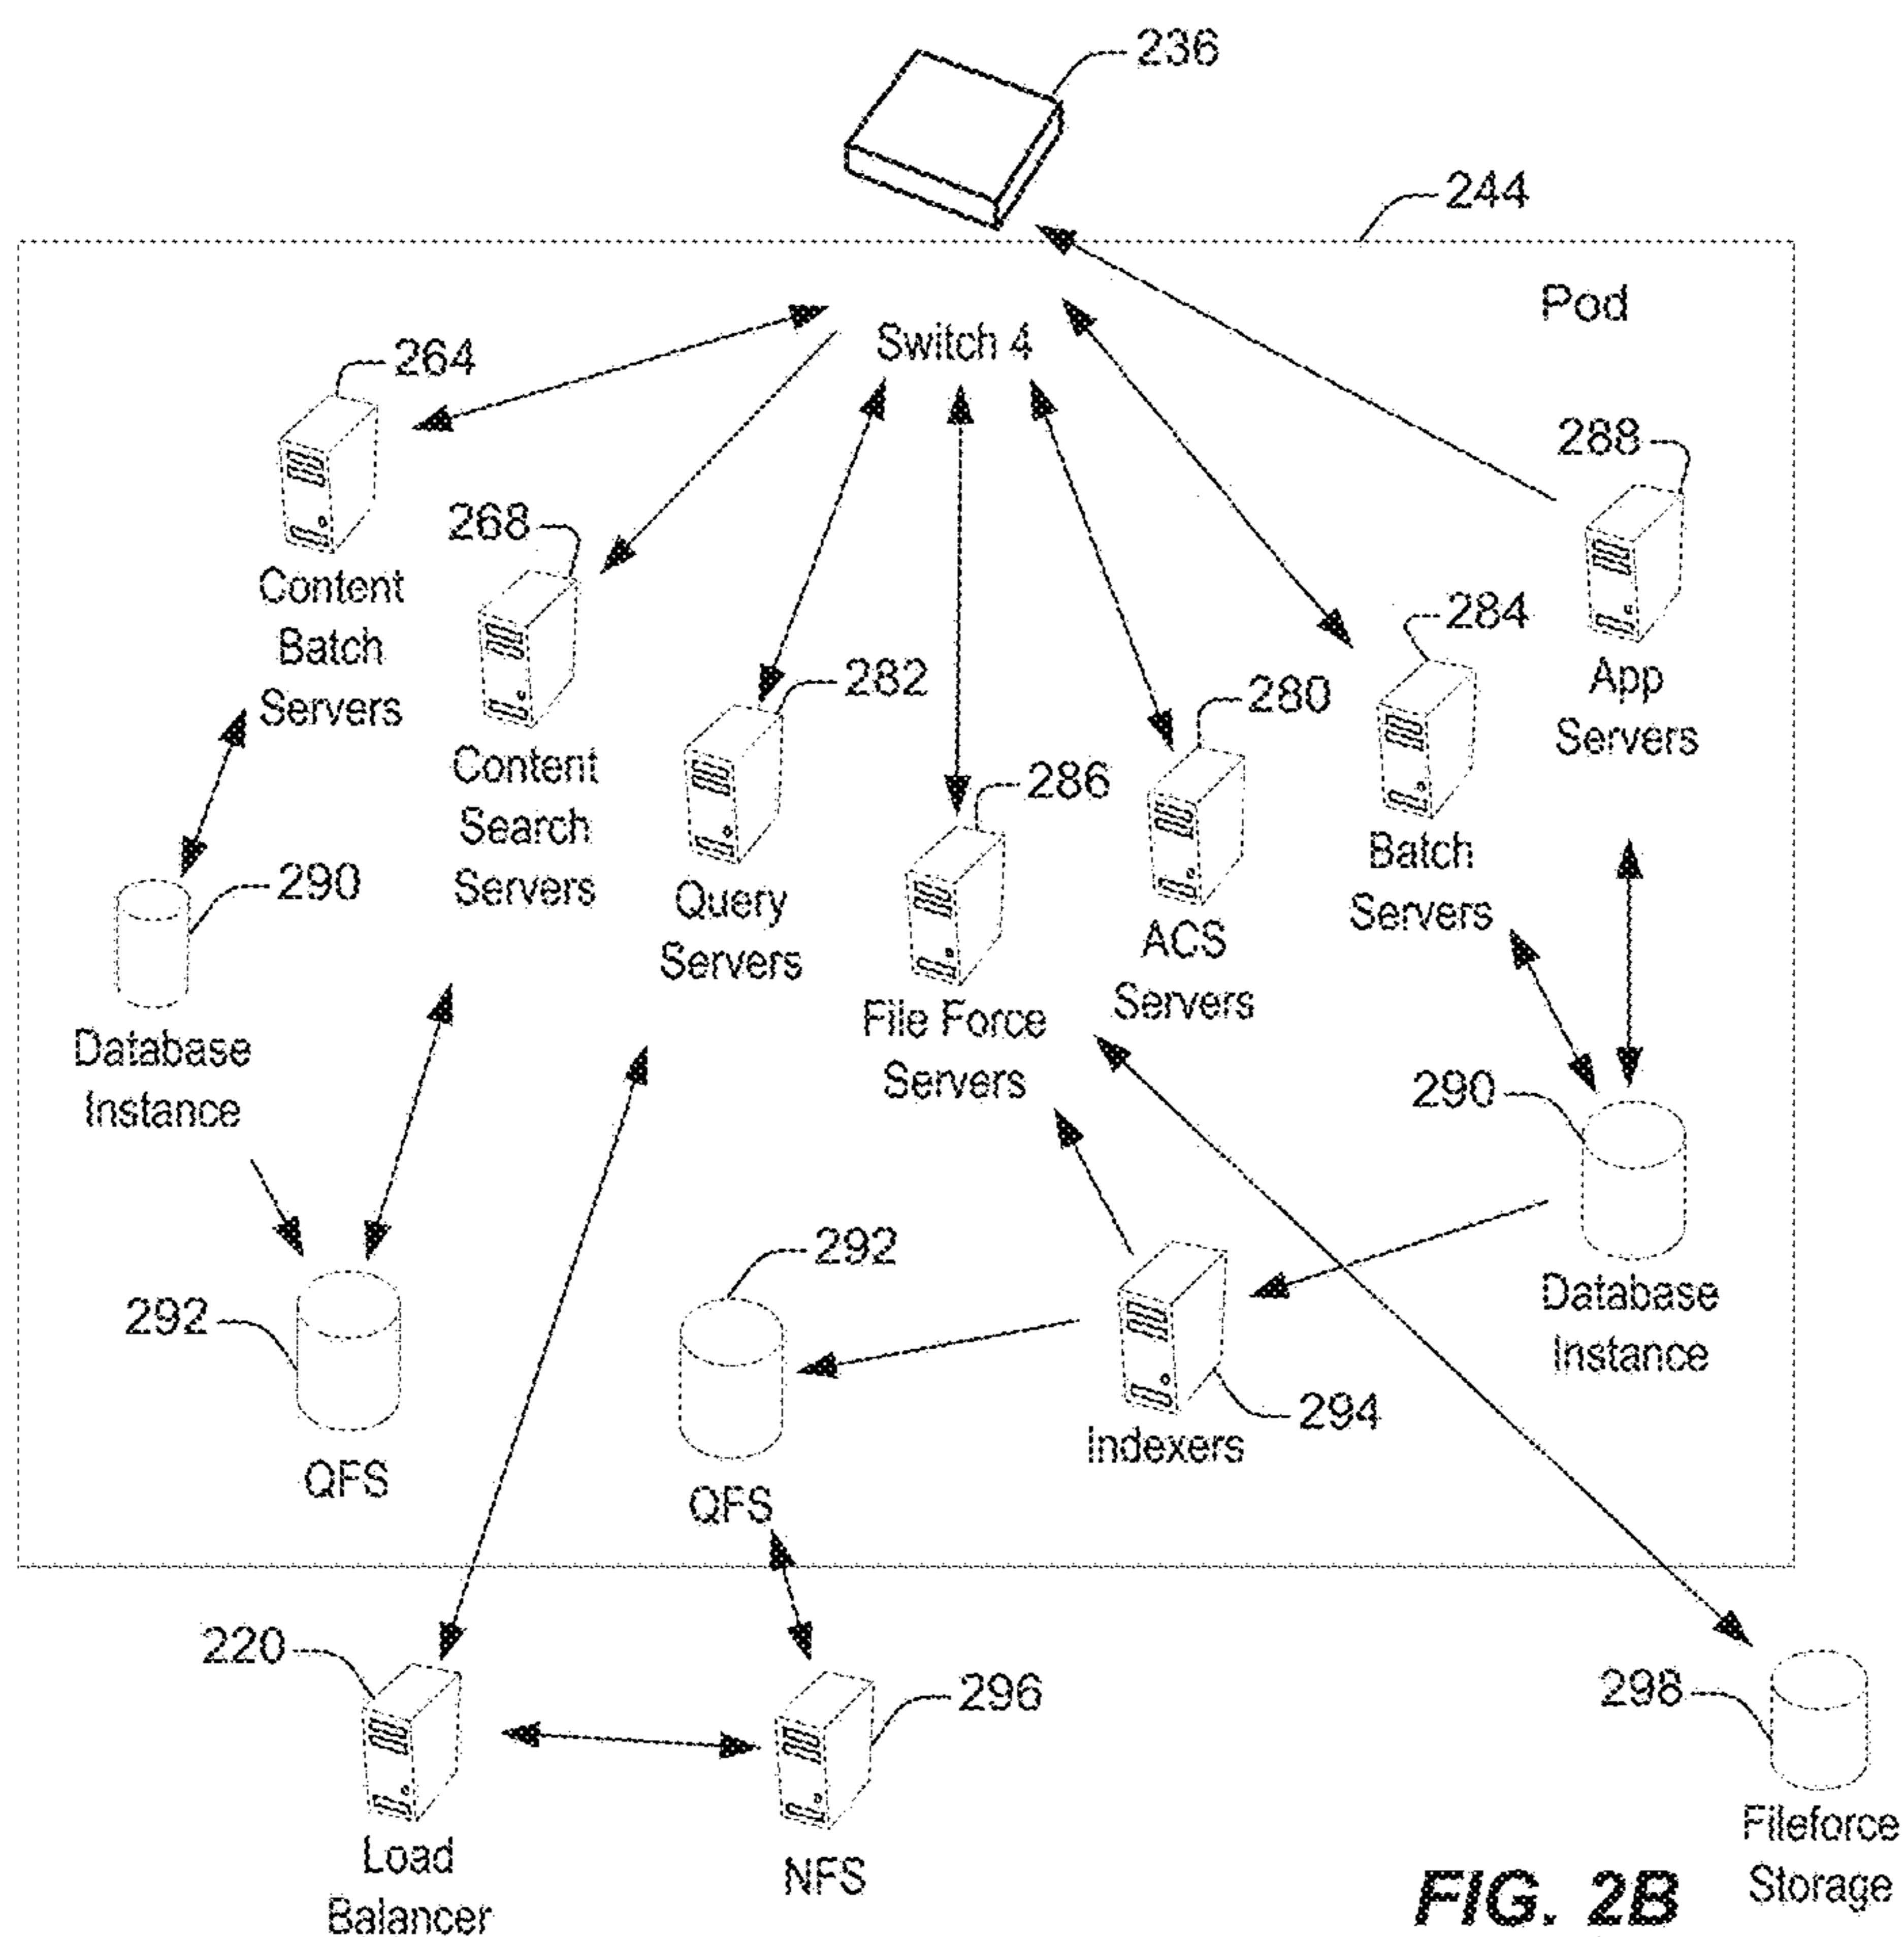 236
244
Pod
Switch 4
264
Content
Batch
Servers
268
Content
Search
Servers
282
Query
Servers
286
File Force
Servers
280
ACS
Servers
284
Batch
Servers
288
App
Servers
290
Database
Instance
290
Database
Instance
292
QFS
292
QFS
294
Indexers
220
Load
Balancer
296
NFS
298
Fileforce
Storage
FIG. 2B